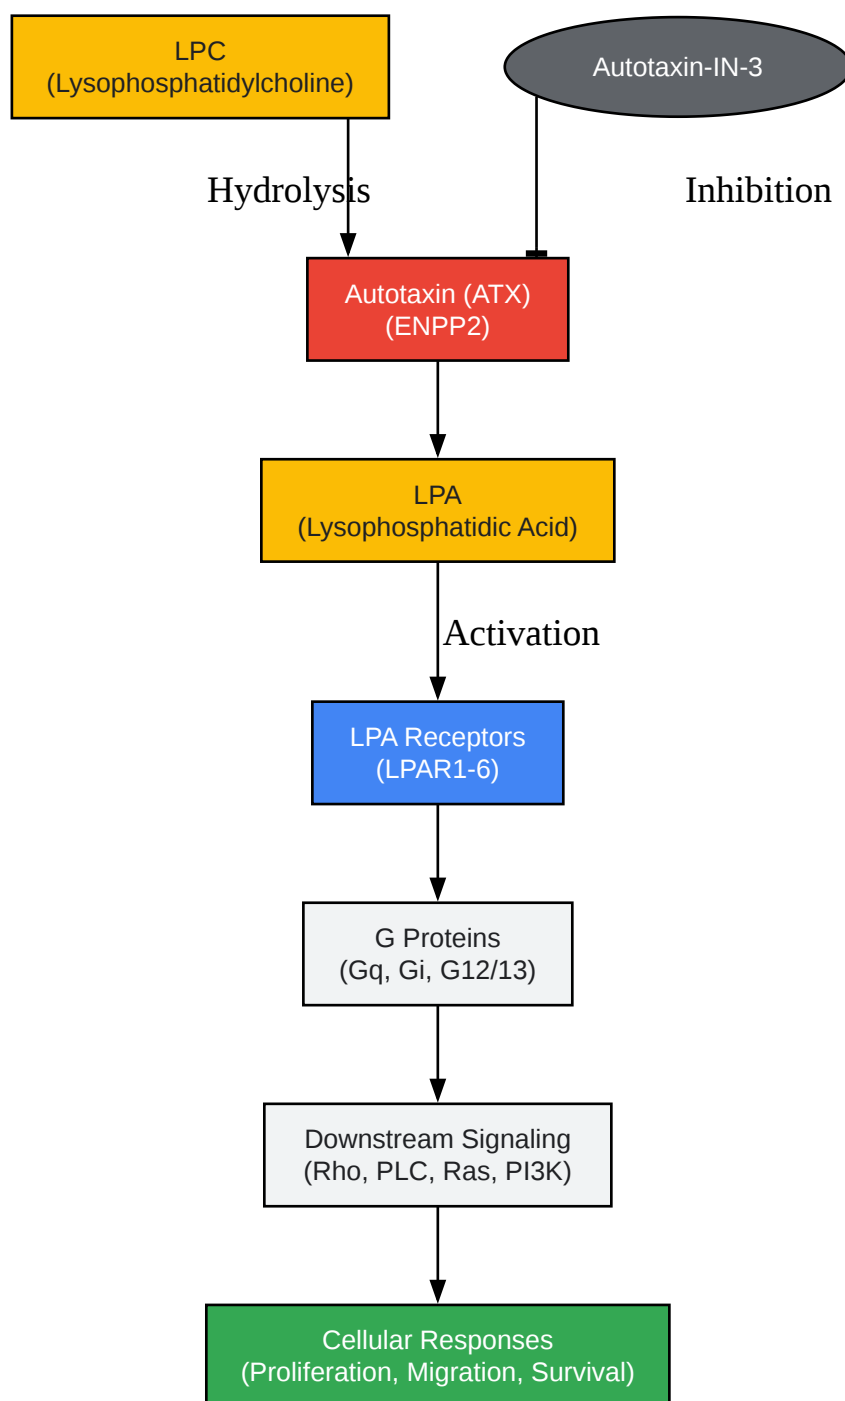 LPC
(Lysophosphatidylcholine)
Autotaxin-IN-3
Hydrolysis
Inhibition
Autotaxin (ATX)
(ENPP2)
LPA
(Lysophosphatidic Acid)
Activation
LPA Receptors
(LPAR1-6)
G Proteins
(Gq, Gi, G12/13)
Downstream Signaling
(Rho, PLC, Ras, PI3K)
Cellular Responses
(Proliferation, Migration, Survival)